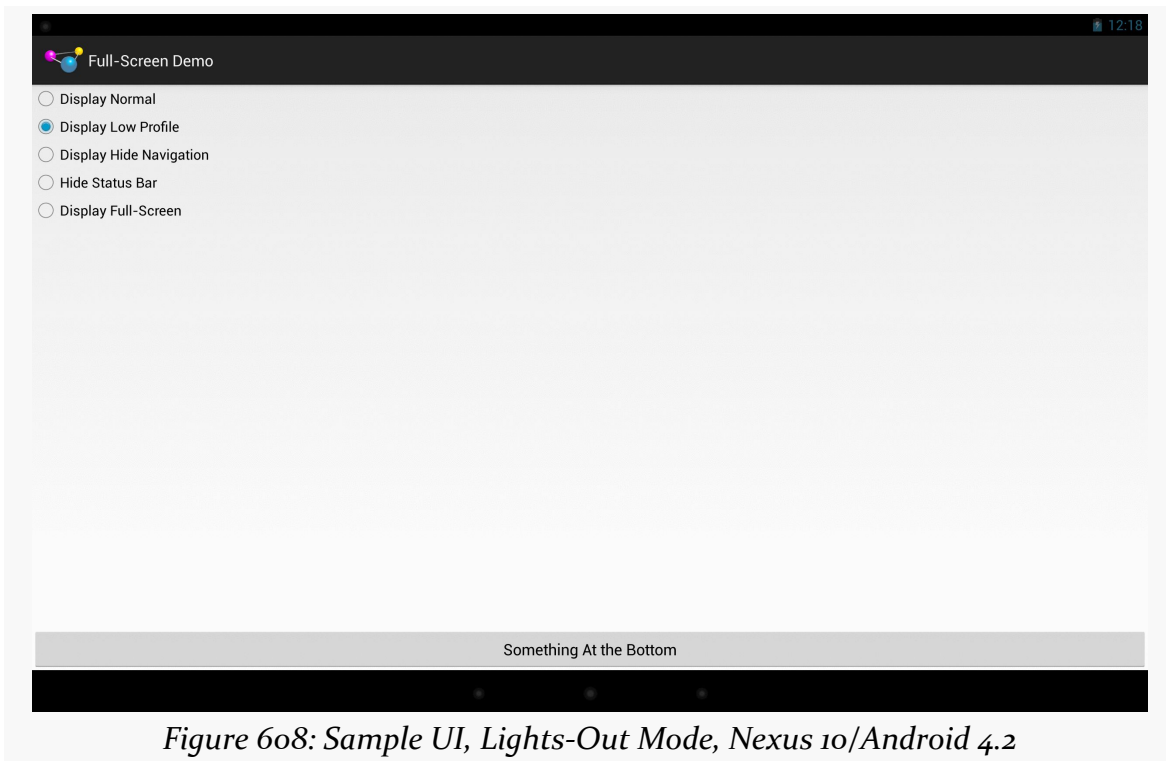 12:18
Full-Screen Demo
Display Normal
Display Low Profile
Display Hide Navigation
Hide Status Bar
Display Full-Screen
Something At the Bottom
Figure 608: Sample UI, Lights-Out Mode, Nexus 10/Android 4.2